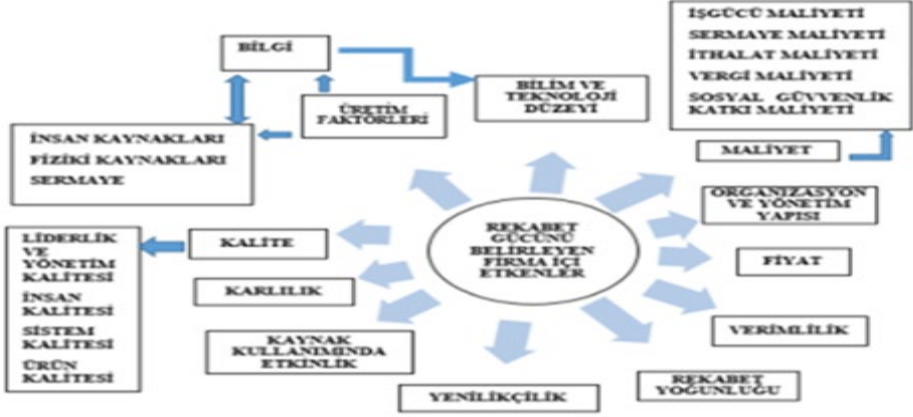 BİLGİ
ÜRETİM
FAKTÖRLERİ
İNSAN KAYNAKLARI
FİZİKİ KAYNAKLARI
SERMAYE
BİLİM VE
TEKNOLOJİ
DÜZEYİ
İŞGÜCÜ MALİYETİ
SERMAYE MALİYETİ
İTHALAT MALİYETİ
VERGİ MALİYETİ
SOSYAL GÜVVENLİK
KATKI MALİYETİ
MALİYET
ORGANIZASYON
VE YÖNETİM
YAPISI
FİYAT
VERİMLİLİK
REKABET
YOĞUNLUĞU
YENİLİKÇİLİK
KAYNAK
KULLANIMINDA
ETKİNLİK
KARLILIK
KALİTE
LİDERLİK
VE
YÖNETİM
KALİTESİ
İNSAN
KALİTESİ
SİSTEM
KALİTESİ
ÜRÜN
KALİTESİ
REKABET
GÜCÜNÜ
BELİRLEYEN
FİRMA İÇİ
ETKENLER